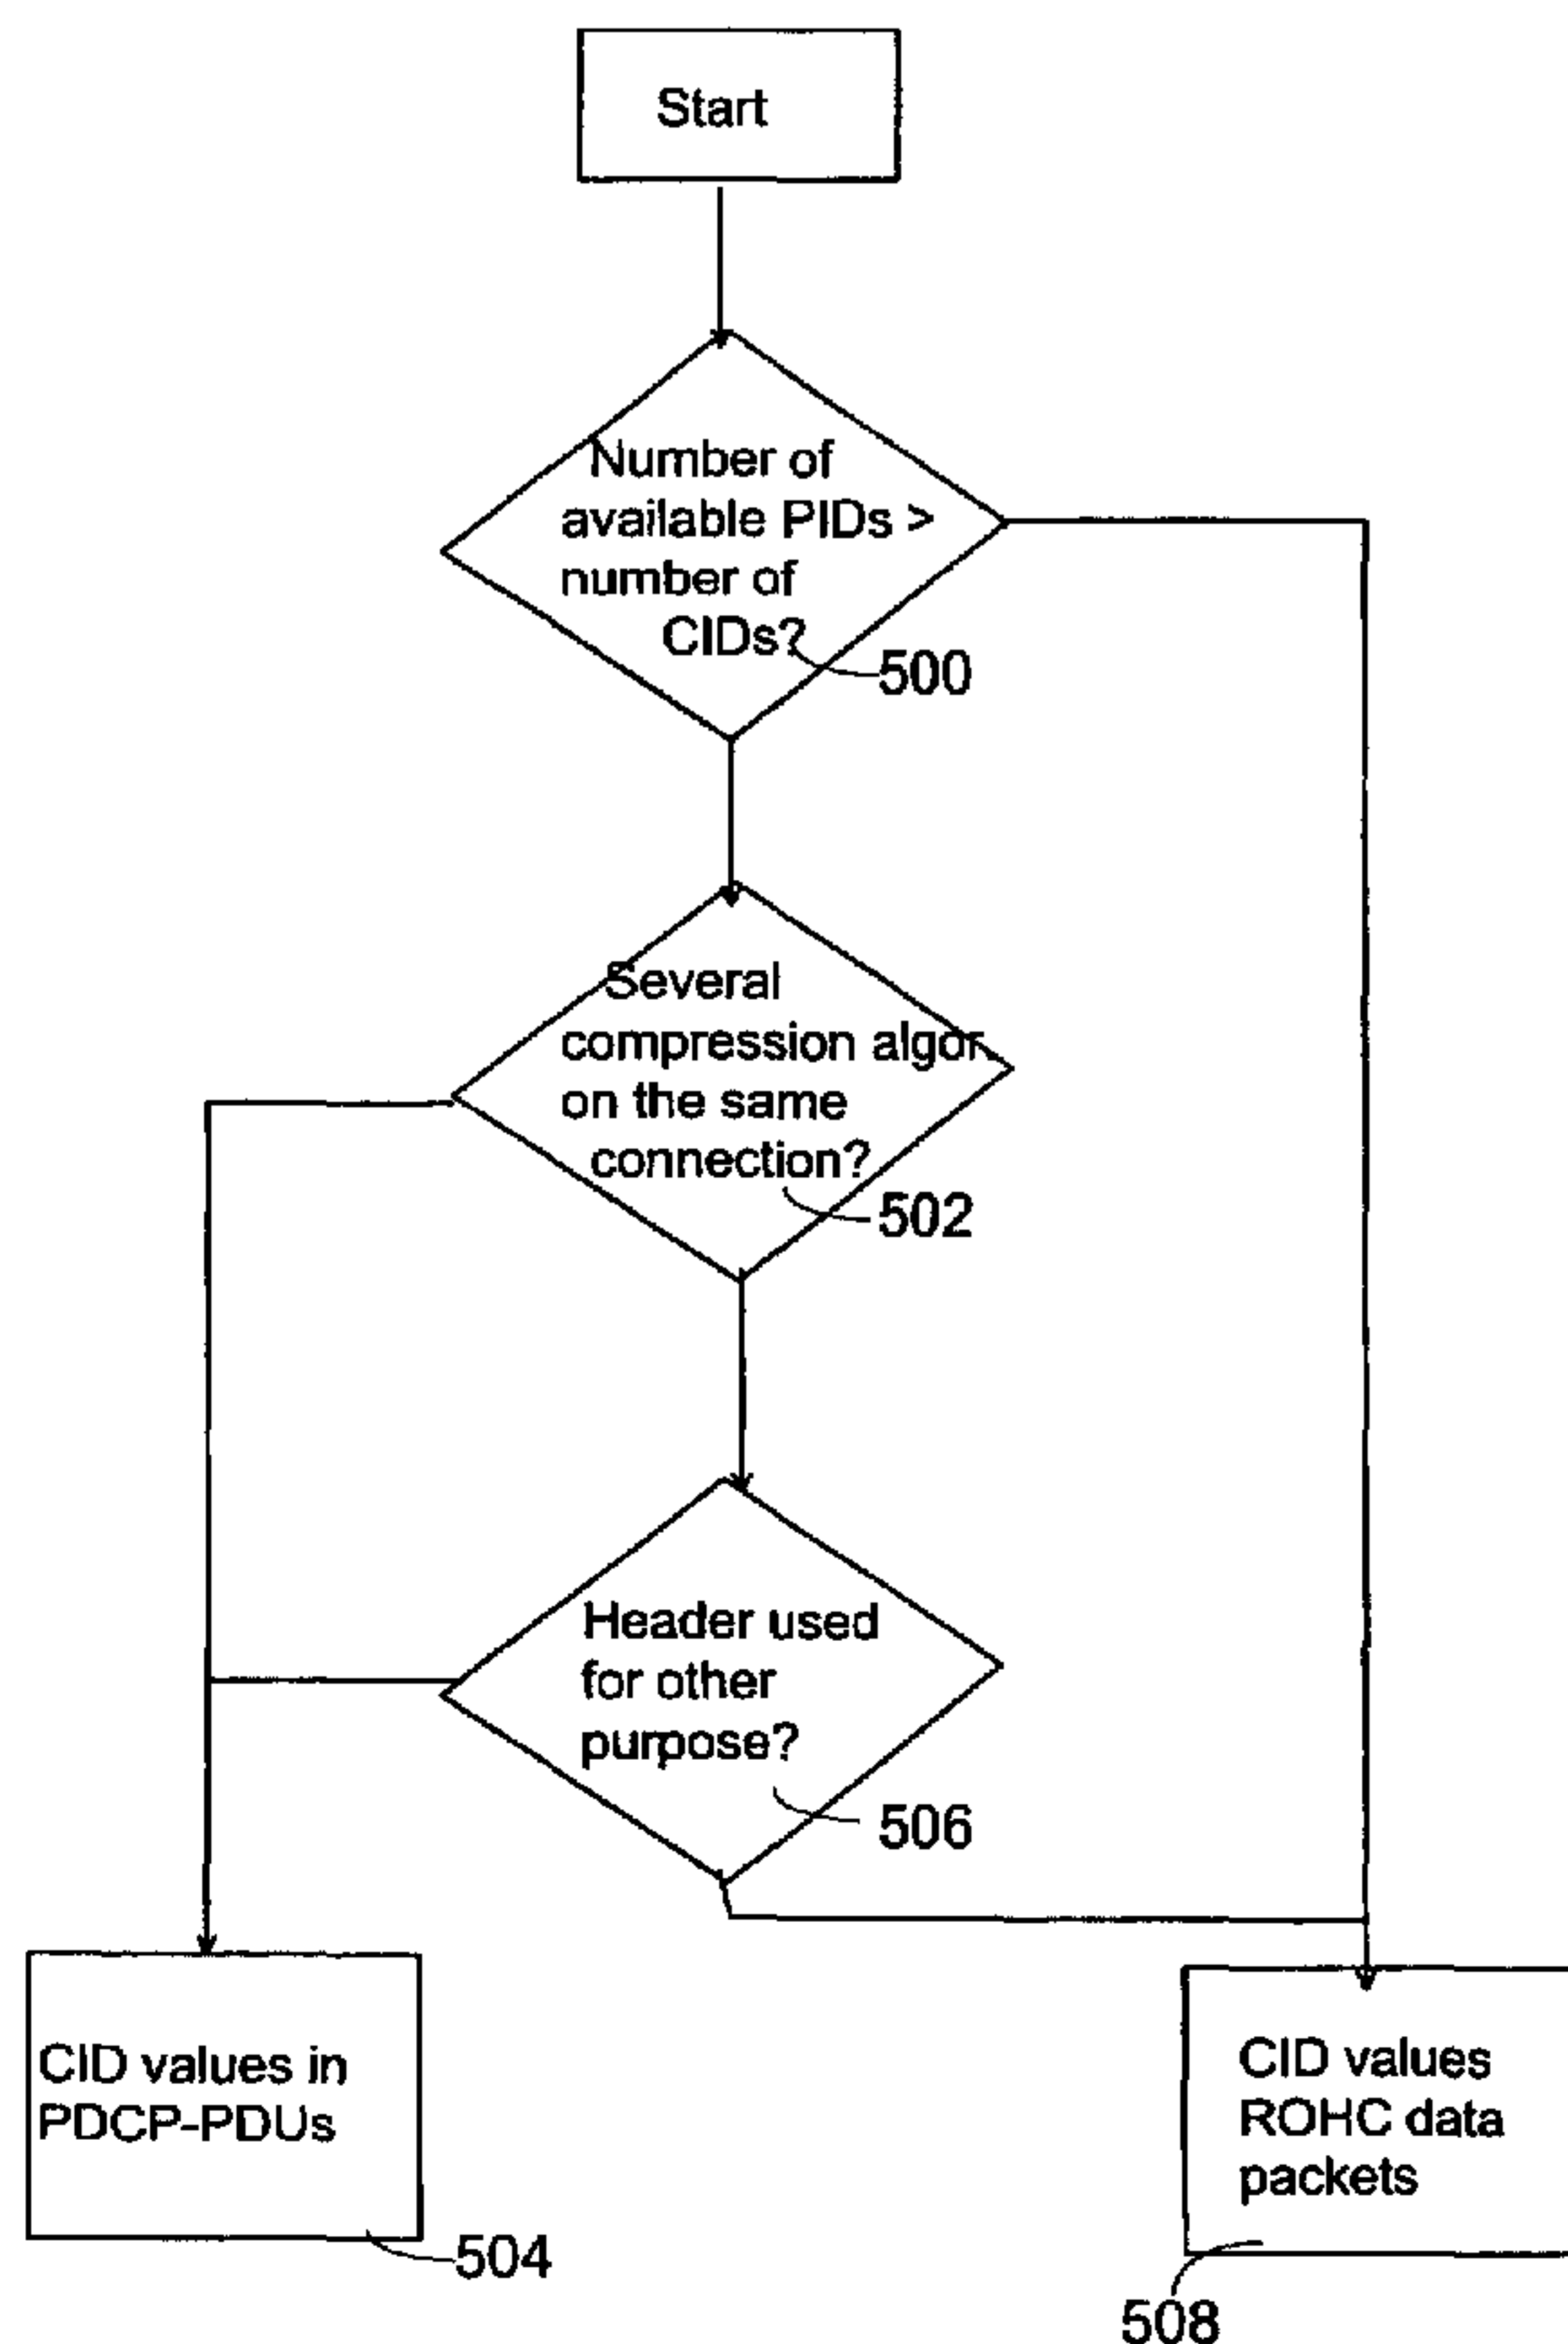 Start
Number of
available PIDs >
number of
CIDs?
500
Several
compression algor
on the same
connection?
502
Header used
for other
purpose?
506
CID values in
PDCP-PDUs
504
CID values
ROHC data
packets
508